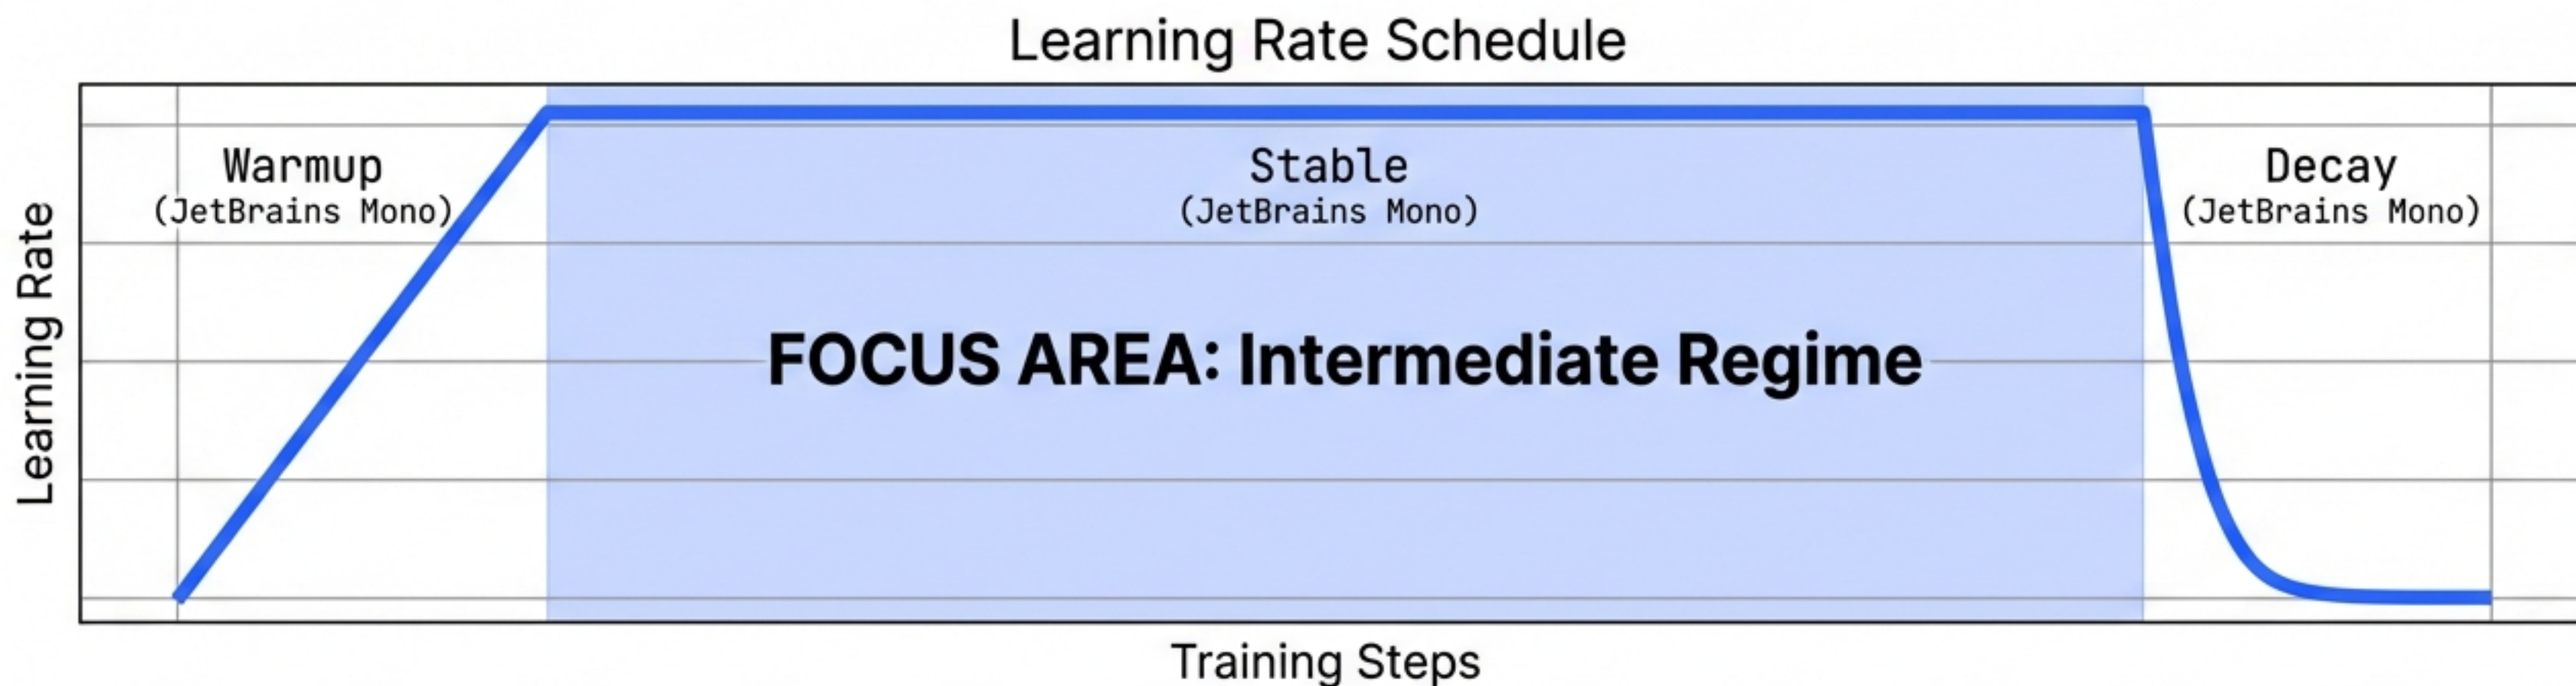 Learning Rate Schedule
Warmup
(JetBrains Mono)
Stable
(JetBrains Mono)
Decay
(JetBrains Mono)
FOCUS AREA: Intermediate Regime
Learning Rate
Training Steps